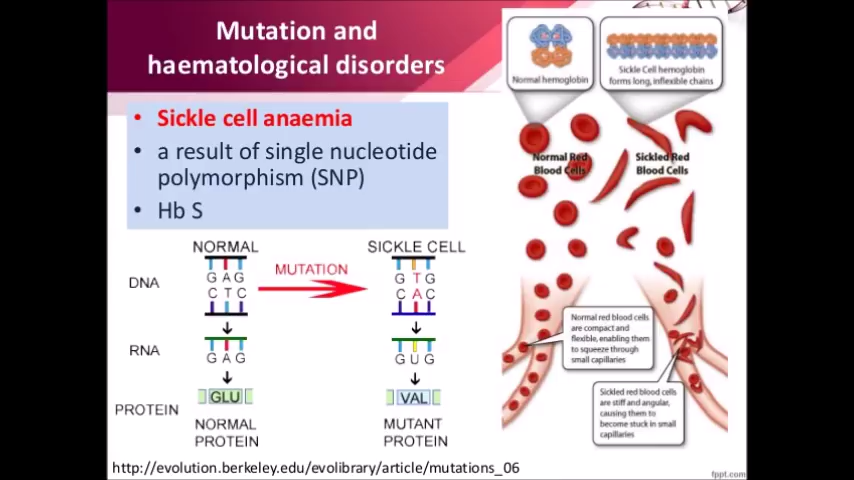 Mutation and
haematological disorders
• Sickle cell anaemia
• a result of single nucleotide
polymorphism (SNP)
• Hb S
NORMAL
SICKLE CELL
MUTATION
DNA
G A G
C T C
G T G
C A C
RNA
G A G
G U G
PROTEIN
GLU
VAL
NORMAL
PROTEIN
MUTANT
PROTEIN
http://evolution.berkeley.edu/evolibrary/article/mutations_06
Normal hemoglobin
Sickle Cell hemoglobin
forms long, inflexible chains
Normal Red
Blood Cells
Sickled Red
Blood Cells
Normal red blood cells
are compact and
flexible, enabling them
to squeeze through
small capillaries
Sickled red blood cells
are stiff and angular,
causing them to
become stuck in small
capillaries
fppt.com